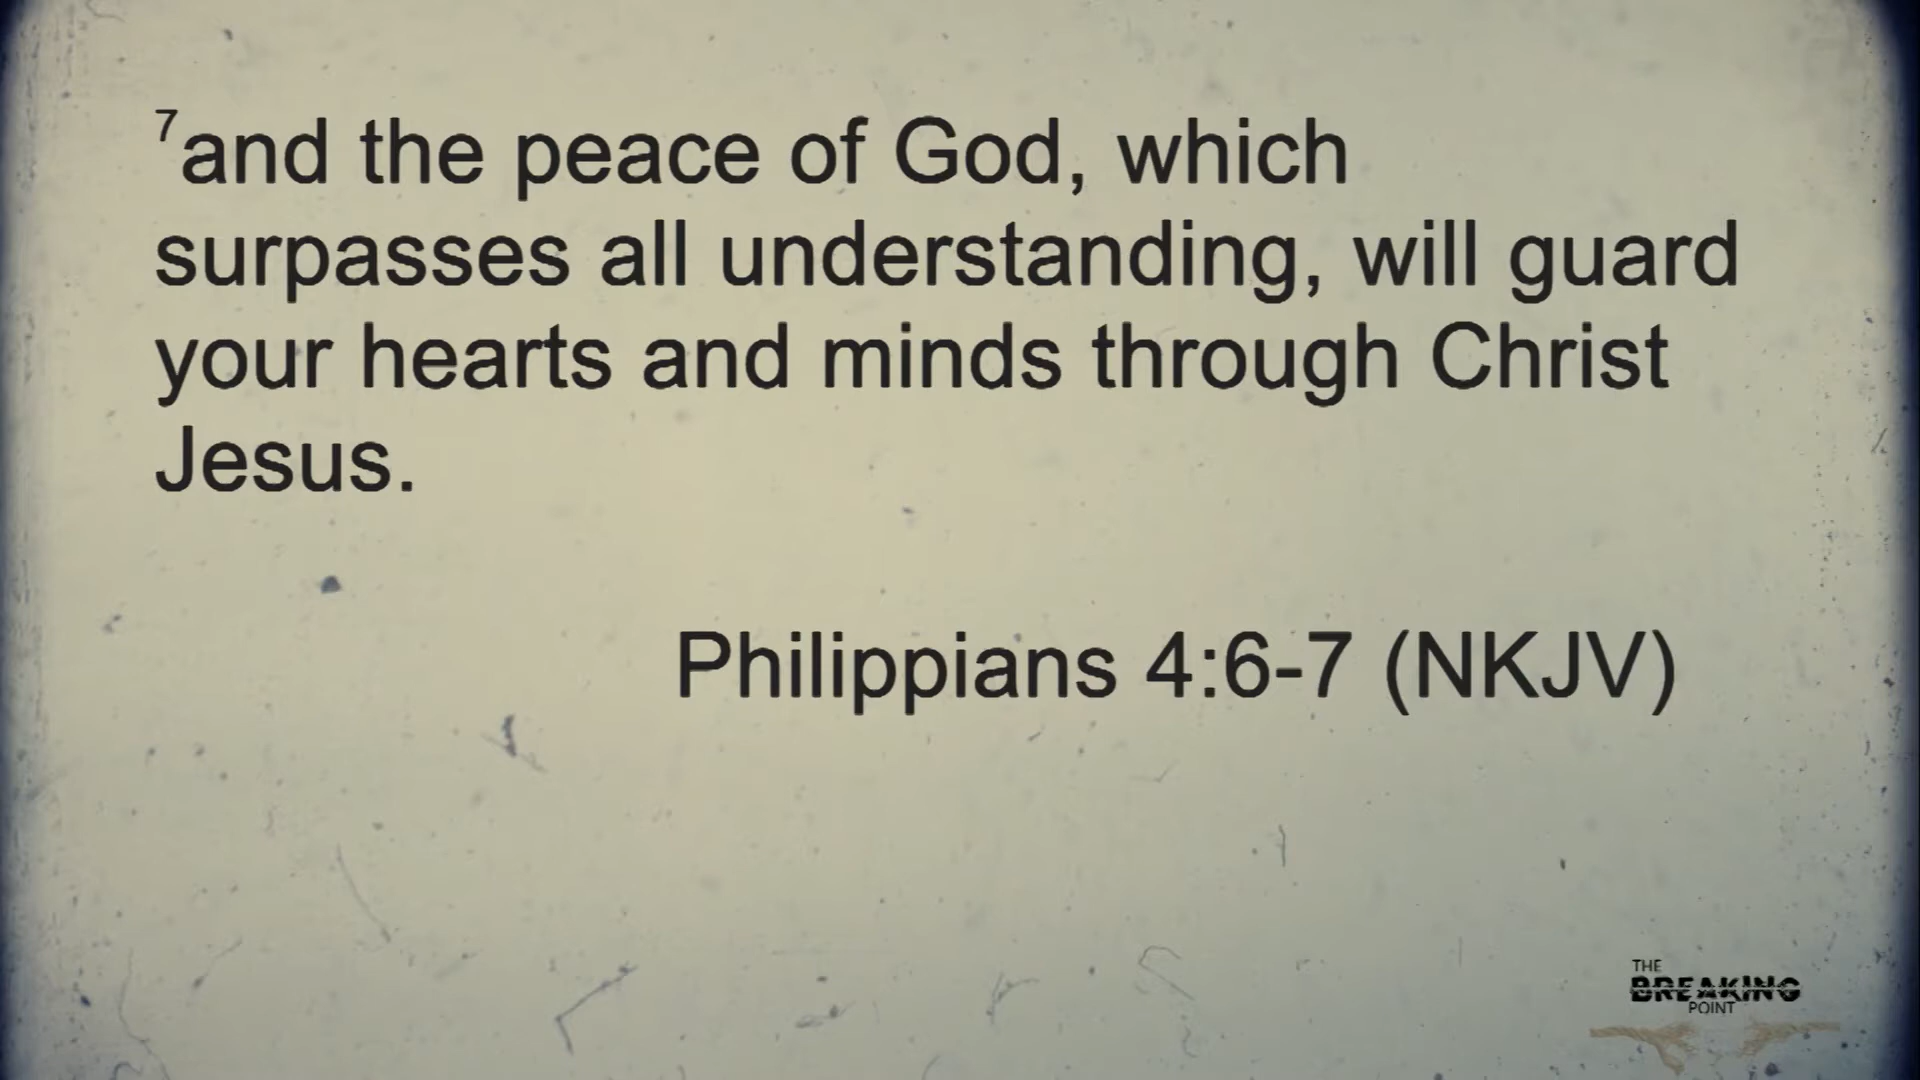 ⁷and the peace of God, which
surpasses all understanding, will guard
your hearts and minds through Christ
Jesus.
Philippians 4:6-7 (NKJV)
THE
BREAKING
POINT